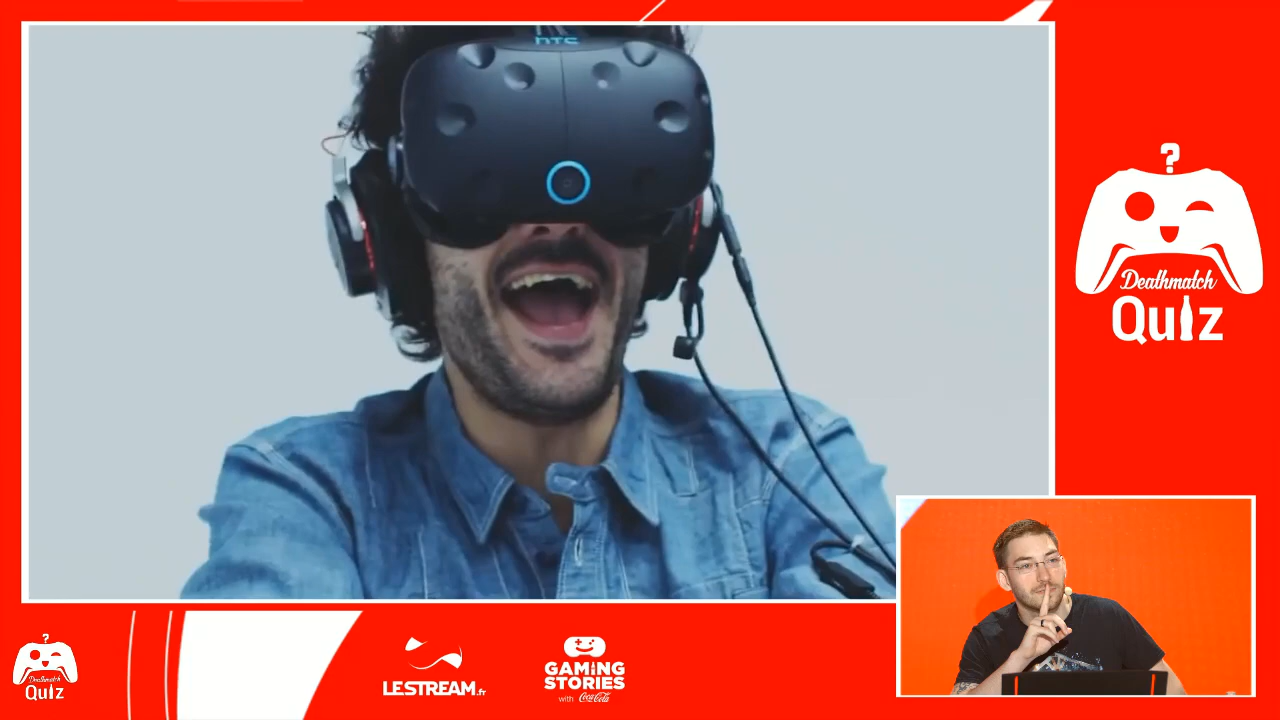 hTC
?
Deathmatch
Quiz
?
Deathmatch
Quiz
LESTREAM.fr
GAMING
STORIES
with Coca-Cola